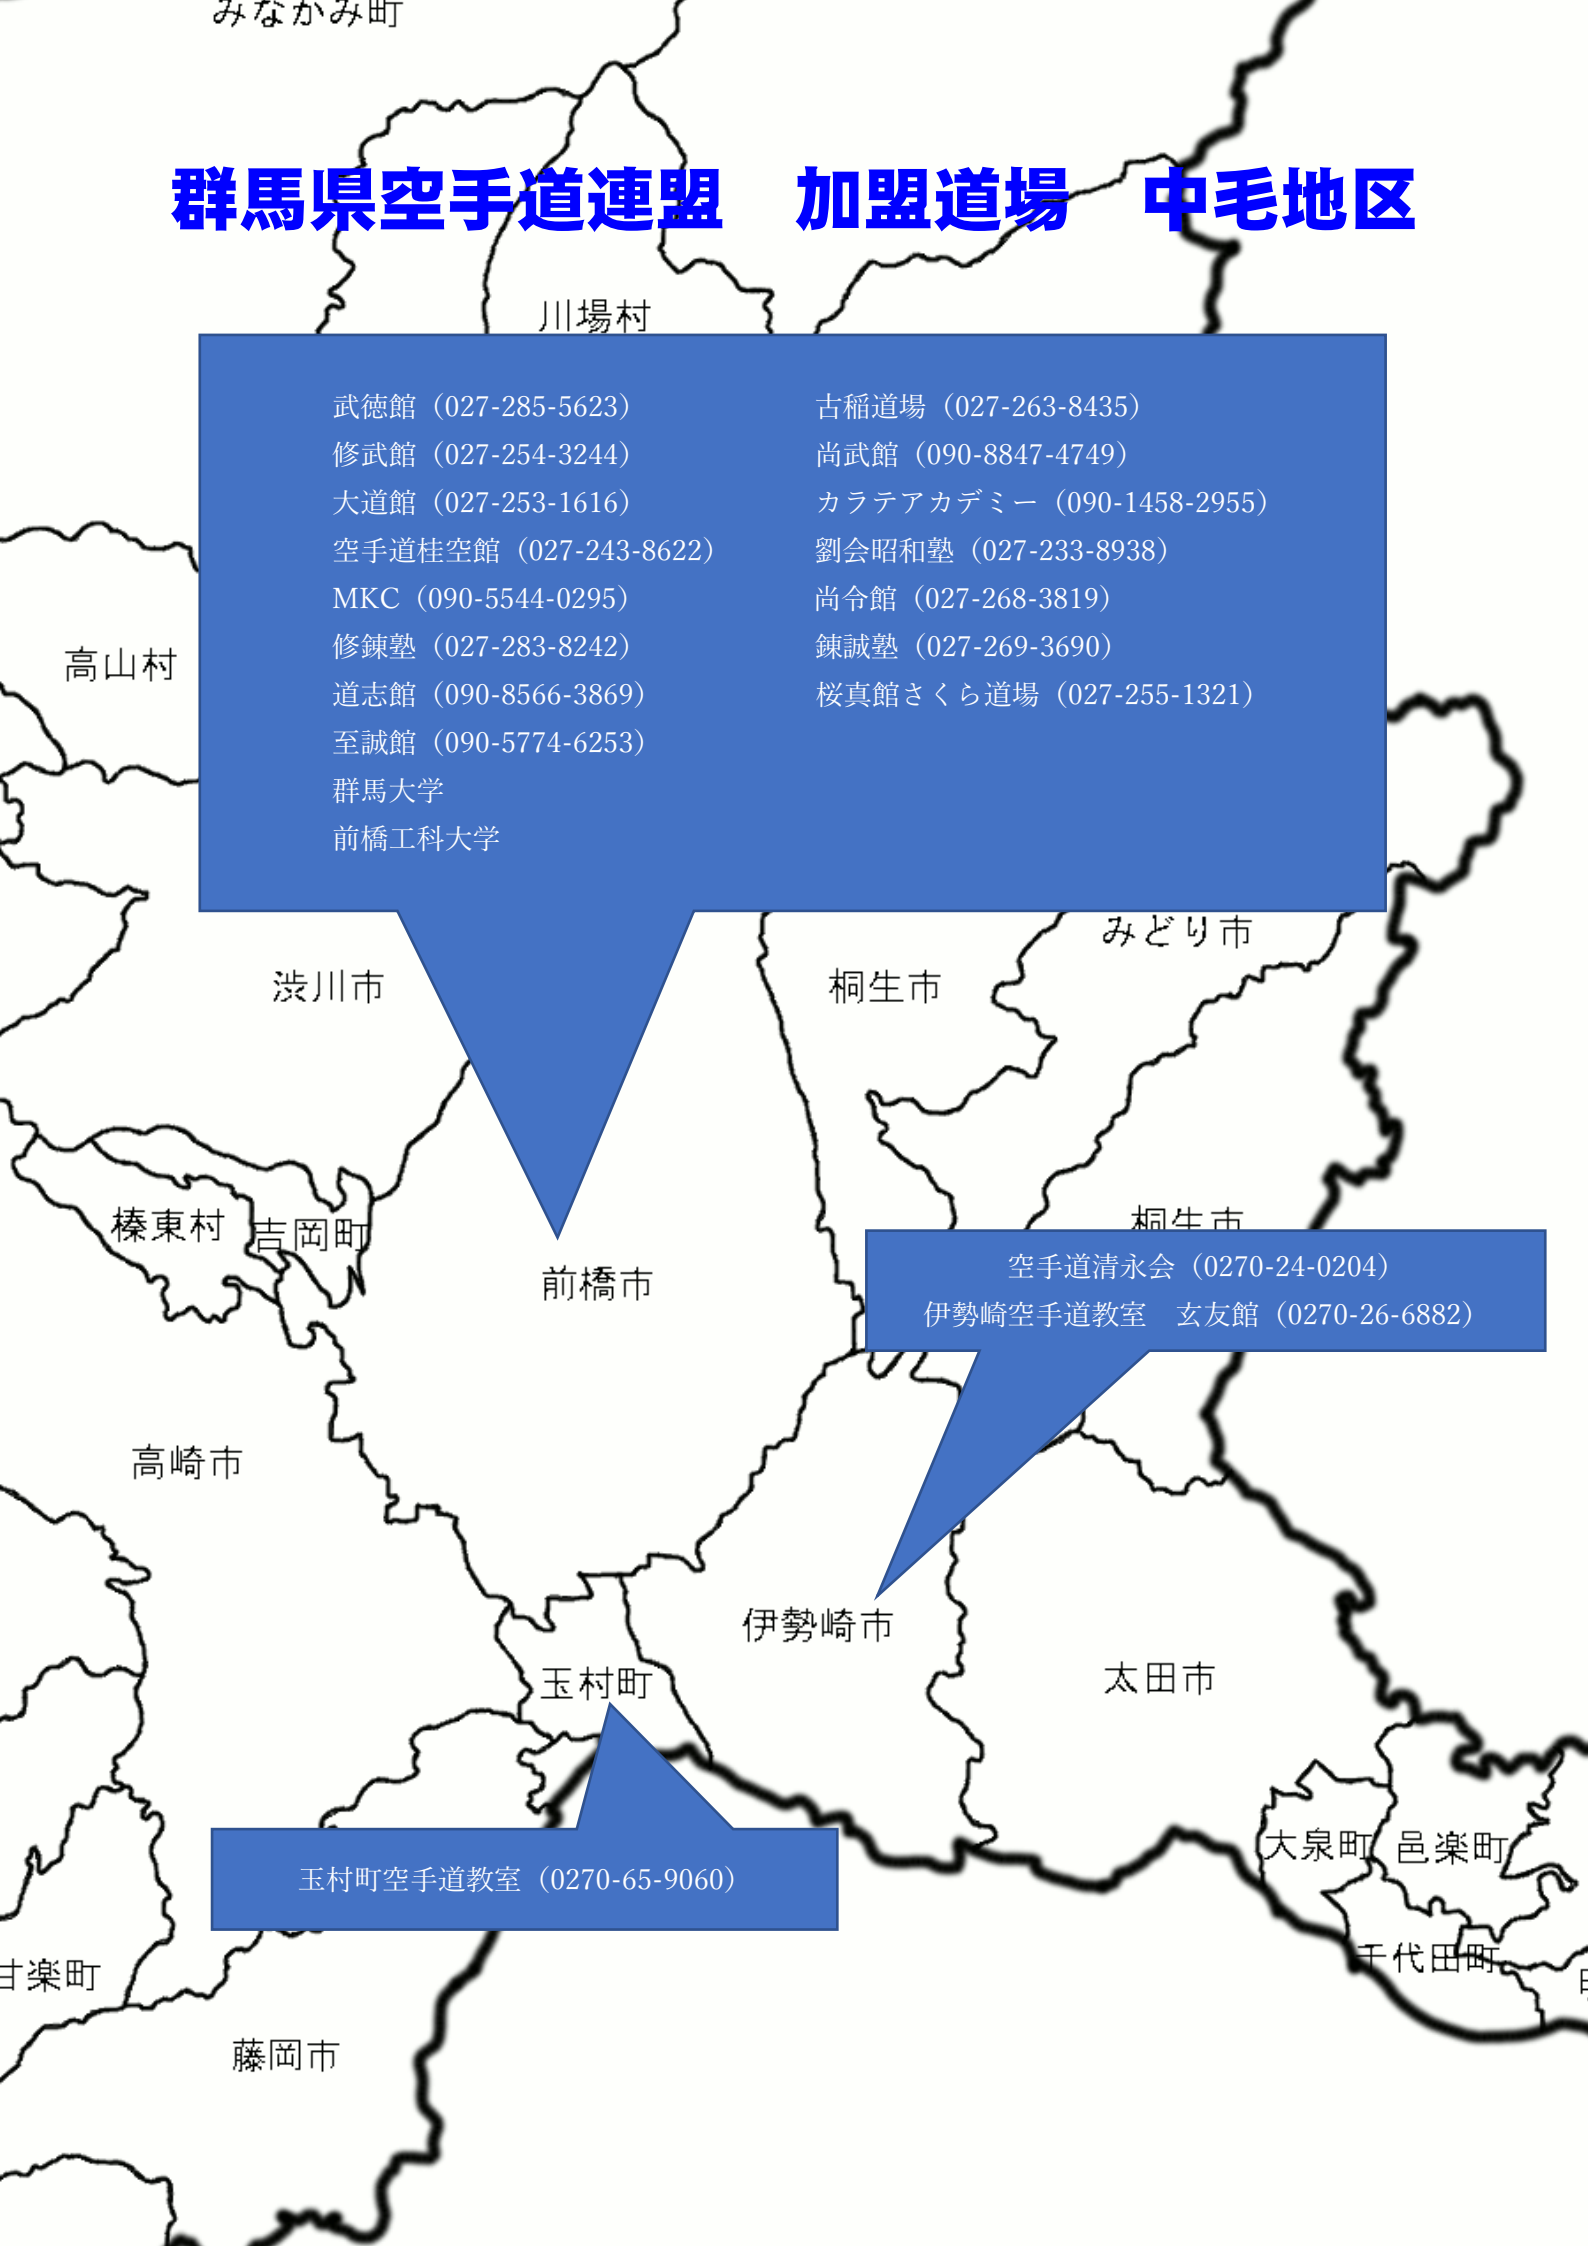 みなかみ町
群馬県空手道連盟　加盟道場　中毛地区
川場村
武徳館（027-285-5623）
修武館（027-254-3244）
大道館（027-253-1616）
空手道桂空館（027-243-8622）
MKC（090-5544-0295）
修錬塾（027-283-8242）
道志館（090-8566-3869）
至誠館（090-5774-6253）
群馬大学
前橋工科大学
古稲道場（027-263-8435）
尚武館（090-8847-4749）
カラテアカデミー（090-1458-2955）
劉会昭和塾（027-233-8938）
尚令館（027-268-3819）
錬誠塾（027-269-3690）
桜真館さくら道場（027-255-1321）
高山村
みどり市
渋川市
桐生市
榛東村
吉岡町
桐生市
前橋市
空手道清永会（0270-24-0204）
伊勢崎空手道教室　玄友館（0270-26-6882）
高崎市
伊勢崎市
玉村町
太田市
大泉町
邑楽町
玉村町空手道教室（0270-65-9060）
千代田町
甘楽町
藤岡市